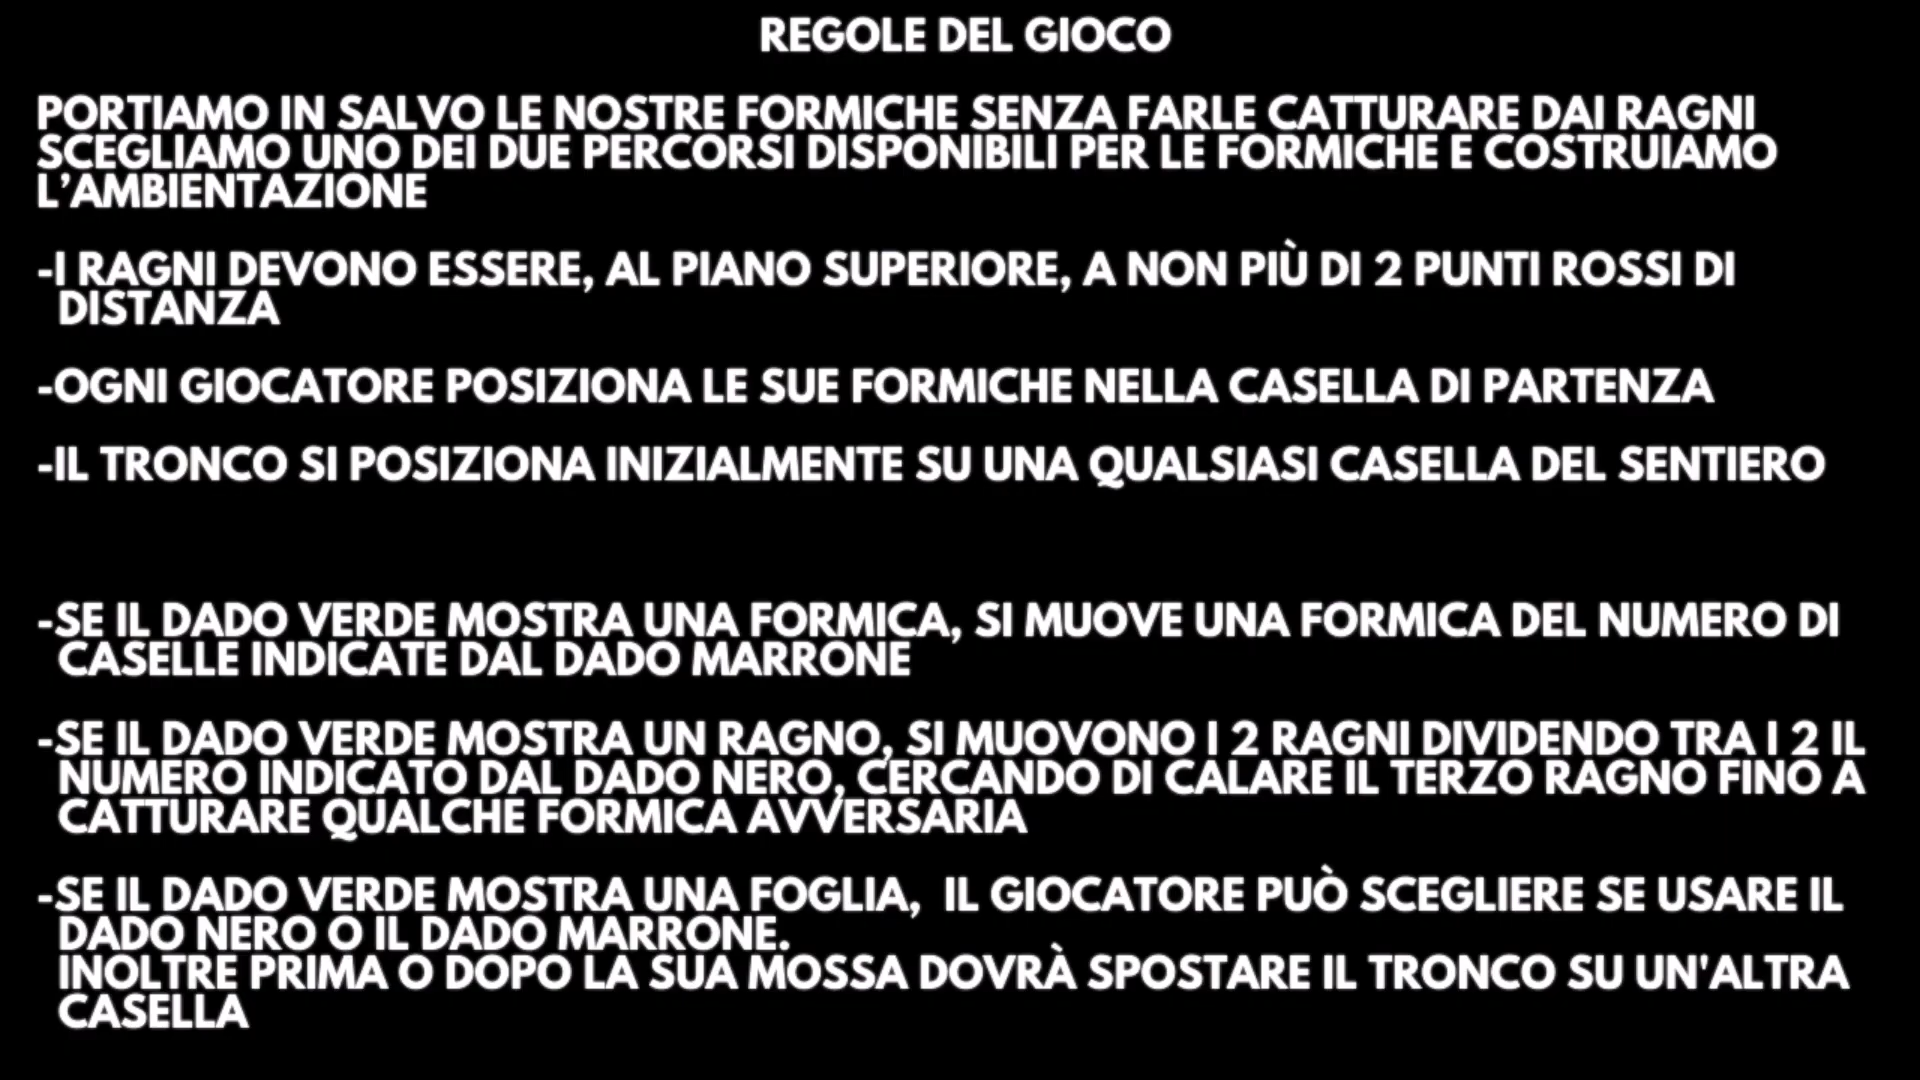 REGOLE DEL GIOCO
PORTIAMO IN SALVO LE NOSTRE FORMICHE SENZA FARLE CATTURARE DAI RAGNI
SCEGLIAMO UNO DEI DUE PERCORSI DISPONIBILI PER LE FORMICHE E COSTRUIAMO
L’AMBIENTAZIONE
-I RAGNI DEVONO ESSERE, AL PIANO SUPERIORE, A NON PIÙ DI 2 PUNTI ROSSI DI
DISTANZA
-OGNI GIOCATORE POSIZIONA LE SUE FORMICHE NELLA CASELLA DI PARTENZA
-IL TRONCO SI POSIZIONA INIZIALMENTE SU UNA QUALSIASI CASELLA DEL SENTIERO
-SE IL DADO VERDE MOSTRA UNA FORMICA, SI MUOVE UNA FORMICA DEL NUMERO DI
CASELLE INDICATE DAL DADO MARRONE
-SE IL DADO VERDE MOSTRA UN RAGNO, SI MUOVONO I 2 RAGNI DIVIDENDO TRA I 2 IL
NUMERO INDICATO DAL DADO NERO, CERCANDO DI CALARE IL TERZO RAGNO FINO A
CATTURARE QUALCHE FORMICA AVVERSARIA
-SE IL DADO VERDE MOSTRA UNA FOGLIA,  IL GIOCATORE PUÒ SCEGLIERE SE USARE IL
DADO NERO O IL DADO MARRONE.
INOLTRE PRIMA O DOPO LA SUA MOSSA DOVRÀ SPOSTARE IL TRONCO SU UN'ALTRA
CASELLA